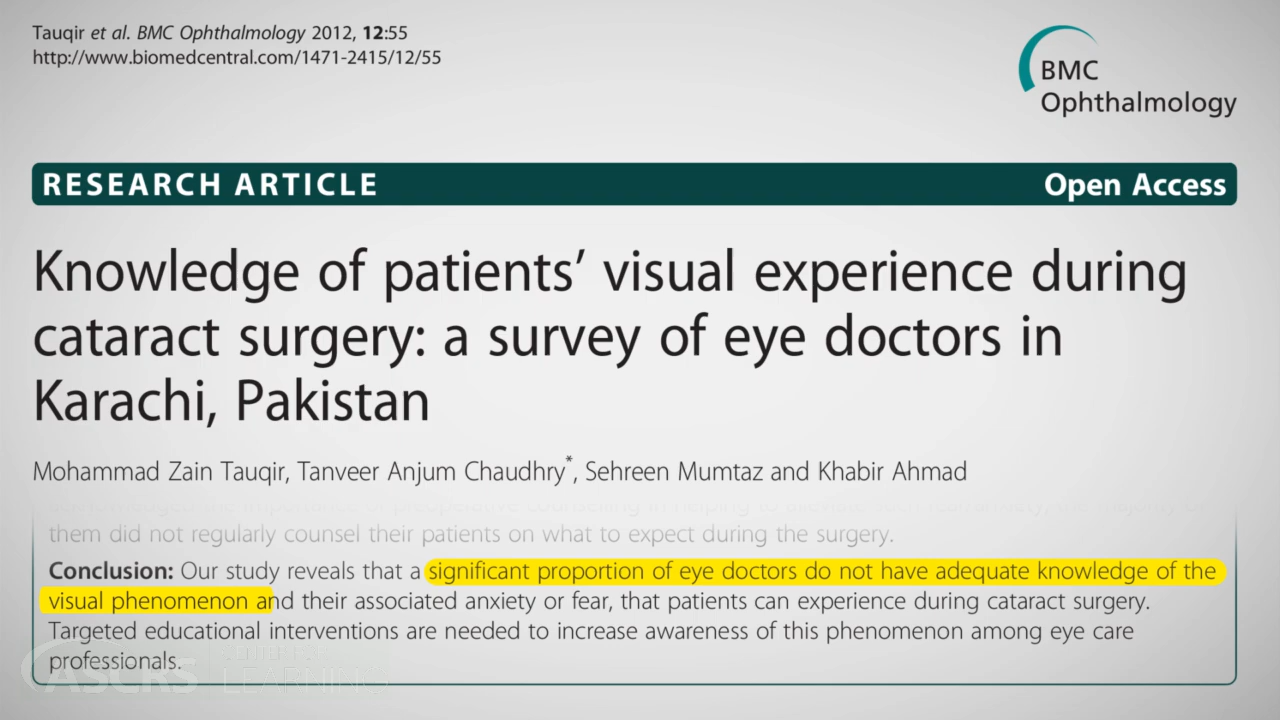 Tauqir et al. BMC Ophthalmology 2012, 12:55
http://www.biomedcentral.com/1471-2415/12/55
BMC
Ophthalmology
RESEARCH ARTICLE
Open Access
Knowledge of patients’ visual experience during
cataract surgery: a survey of eye doctors in
Karachi, Pakistan
Mohammad Zain Tauqir, Tanveer Anjum Chaudhry*, Sehreen Mumtaz and Khabir Ahmad
them did not regularly counsel their patients on what to expect during the surgery.
Conclusion: Our study reveals that a significant proportion of eye doctors do not have adequate knowledge of the
visual phenomenon and their associated anxiety or fear, that patients can experience during cataract surgery.
Targeted educational interventions are needed to increase awareness of this phenomenon among eye care
professionals.
ASCRS
LEARNING